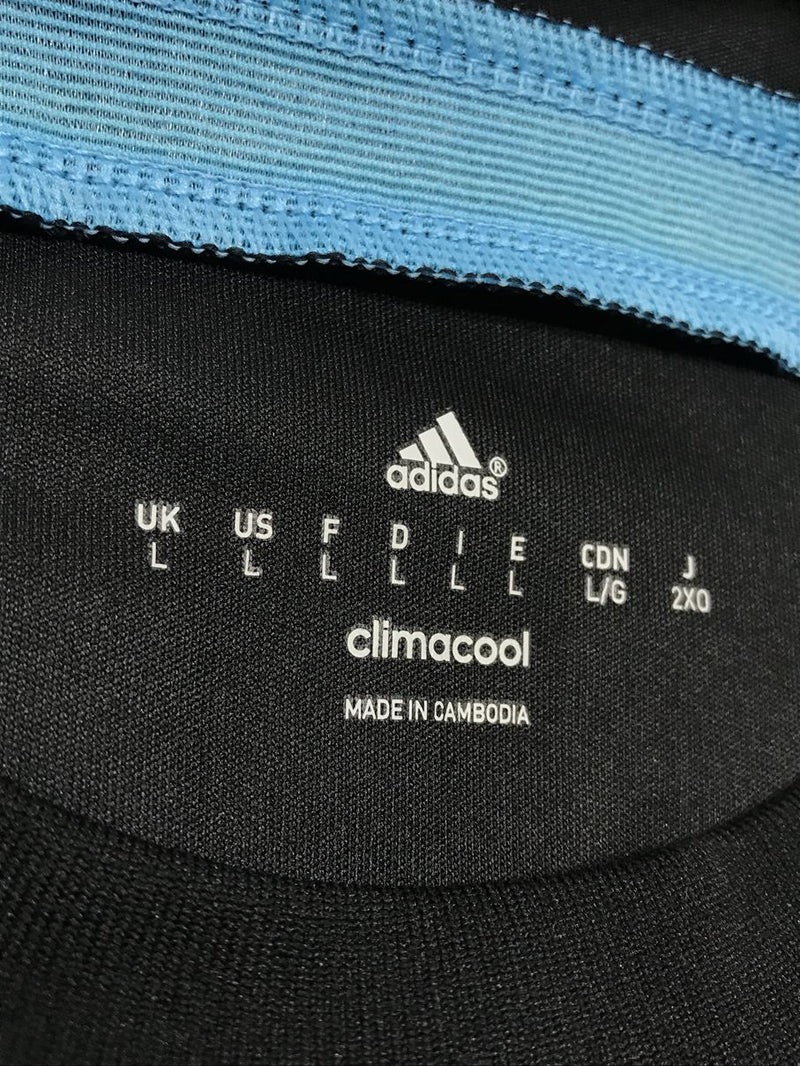 adidas®
UK US F D I E CDN J
L L L L L L L/G 2XO
climacool
MADE IN CAMBODIA